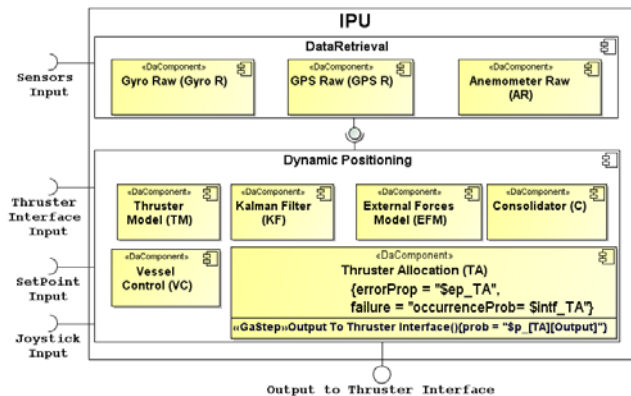 IPU
DataRetrieval
«DaComponent»
Gyro Raw (Gyro R)
«DaComponent»
GPS Raw (GPS R)
«DaComponent»
Anemometer Raw
(AR)
Sensors
Input
Dynamic Positioning
«DaComponent»
Thruster
Model (TM)
«DaComponent»
Kalman Filter
(KF)
«DaComponent»
External Forces
Model (EFM)
«DaComponent»
Consolidator (C)
Thruster
Interface
Input
«DaComponent»
Vessel
Control (VC)
«DaComponent»
Thruster Allocation (TA)
{errorProp = "$ep_TA",
failure = "occurrenceProb= $intf_TA"}
«GaStep»Output To Thruster Interface(){prob = "$p_[TA][Output]"}
SetPoint
Input
Joystick
Input
Output to Thruster Interface